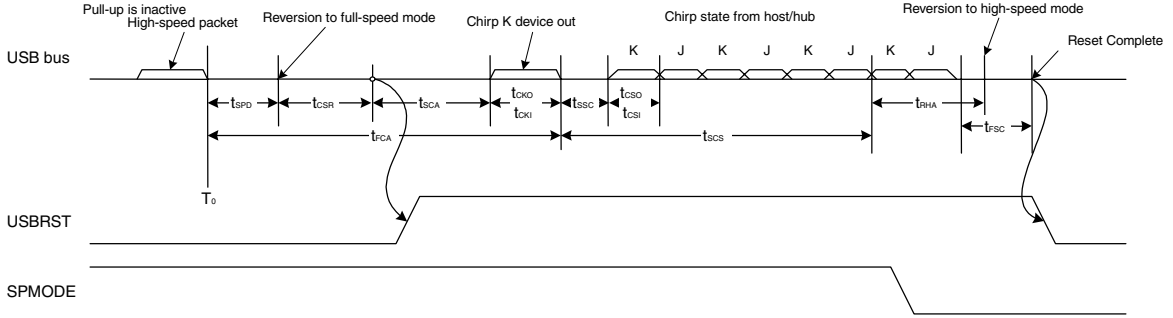 Pull-up is inactive
High-speed packet
Reversion to full-speed mode
Chirp K device out
Chirp state from host/hub
Reversion to high-speed mode
Reset Complete
USB bus
K J K J K J K J
tSPD
tCSR
tSCA
tCKO
tCKI
tSSC
tCSO
tCSI
tRHA
tFSC
tFCA
tSCS
T0
USBRST
SPMODE